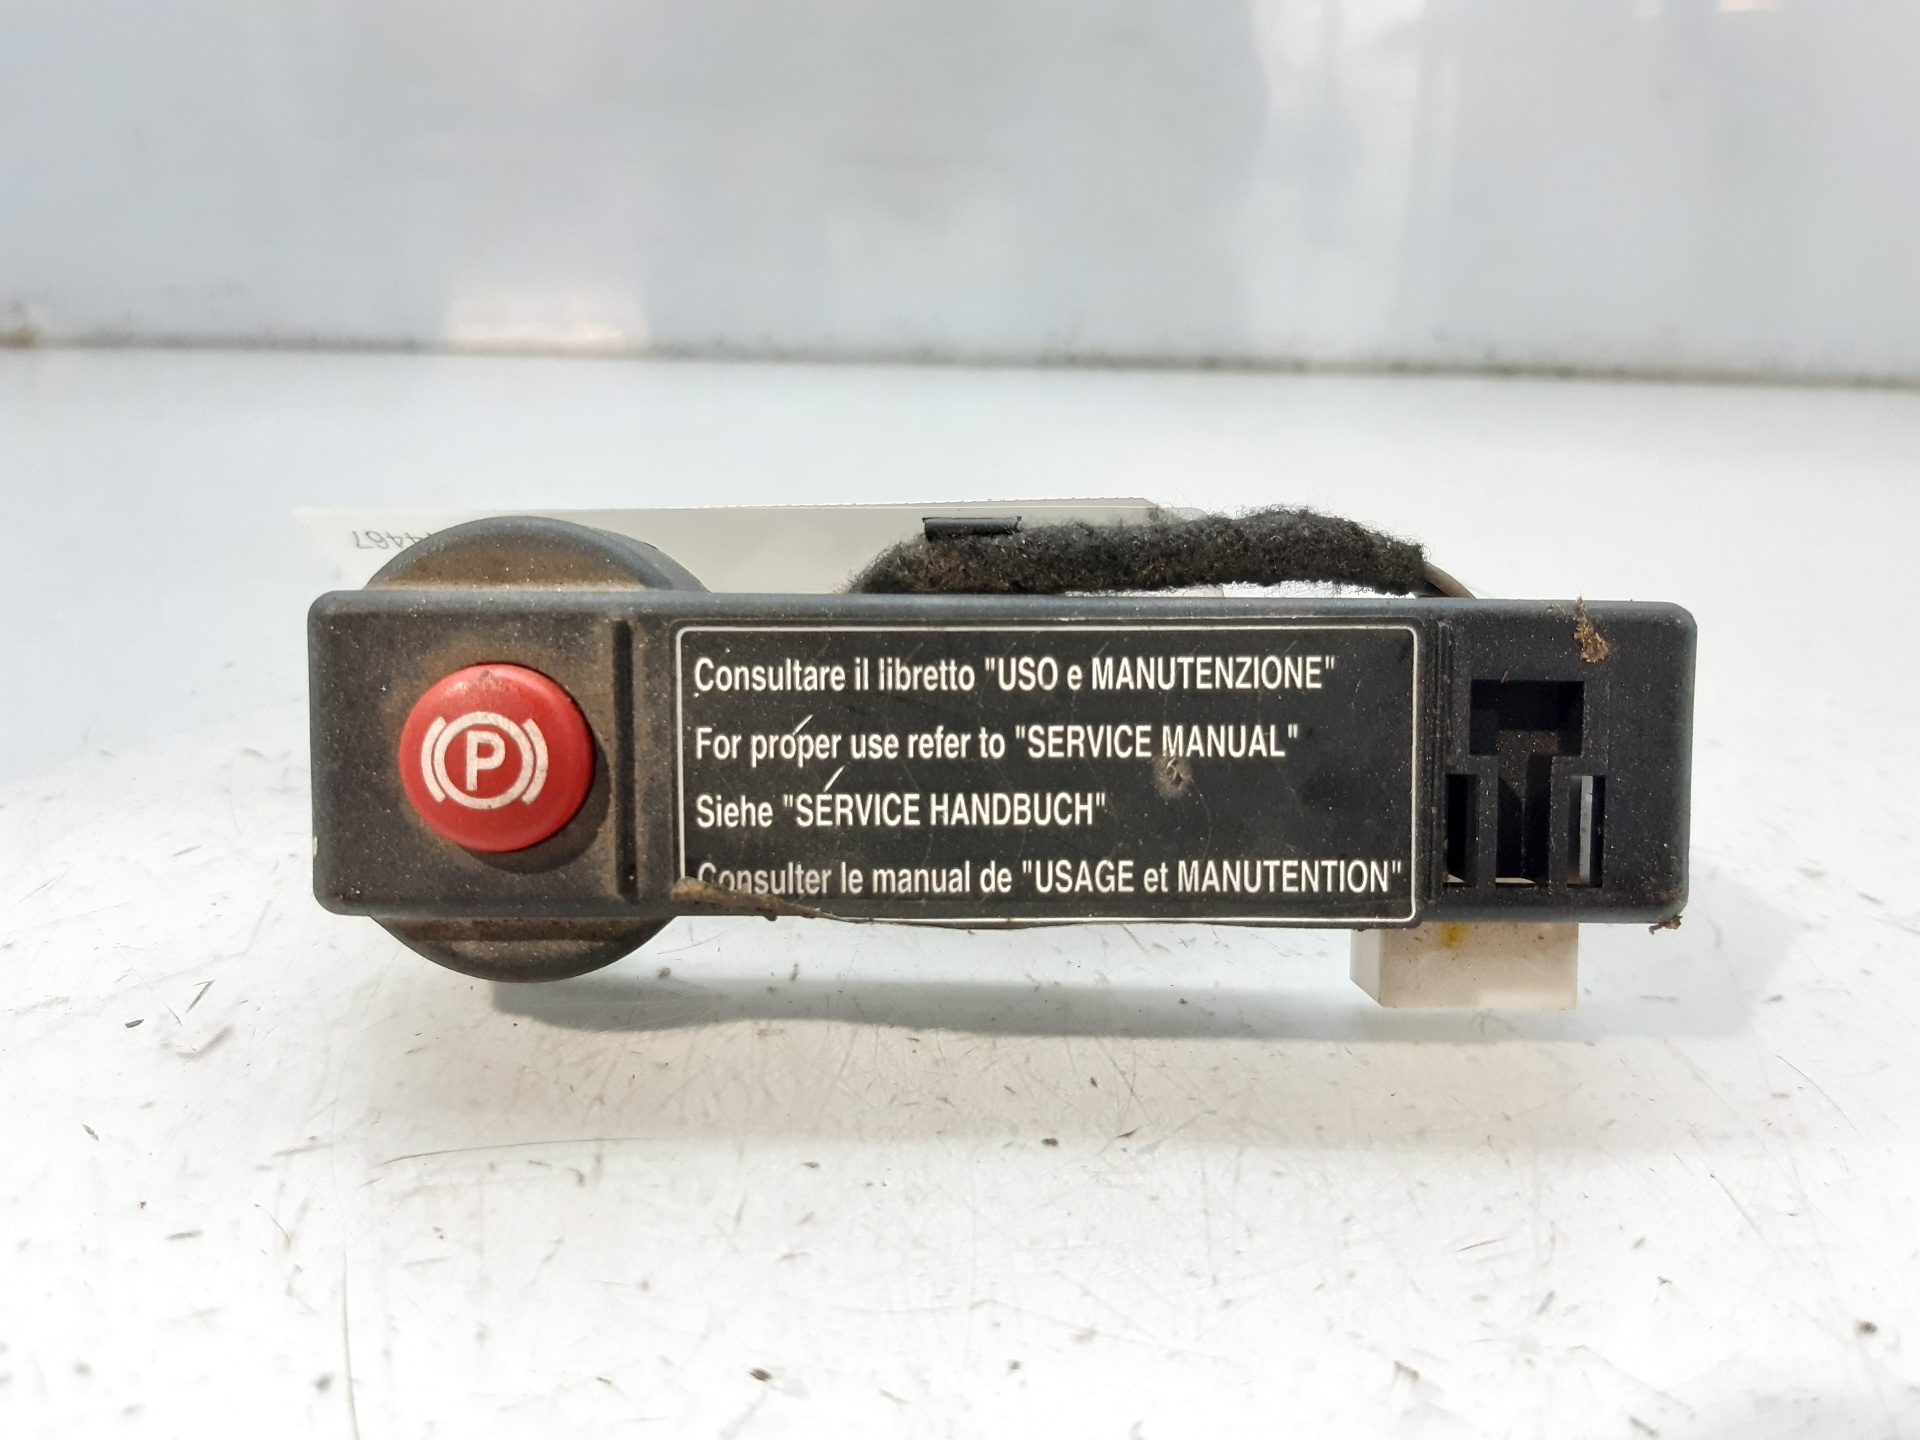 4467
P
Consultare il libretto "USO e MANUTENZIONE"
For proper use refer to "SERVICE MANUAL"
Siehe "SERVICE HANDBUCH"
Consulter le manual de "USAGE et MANUTENTION"